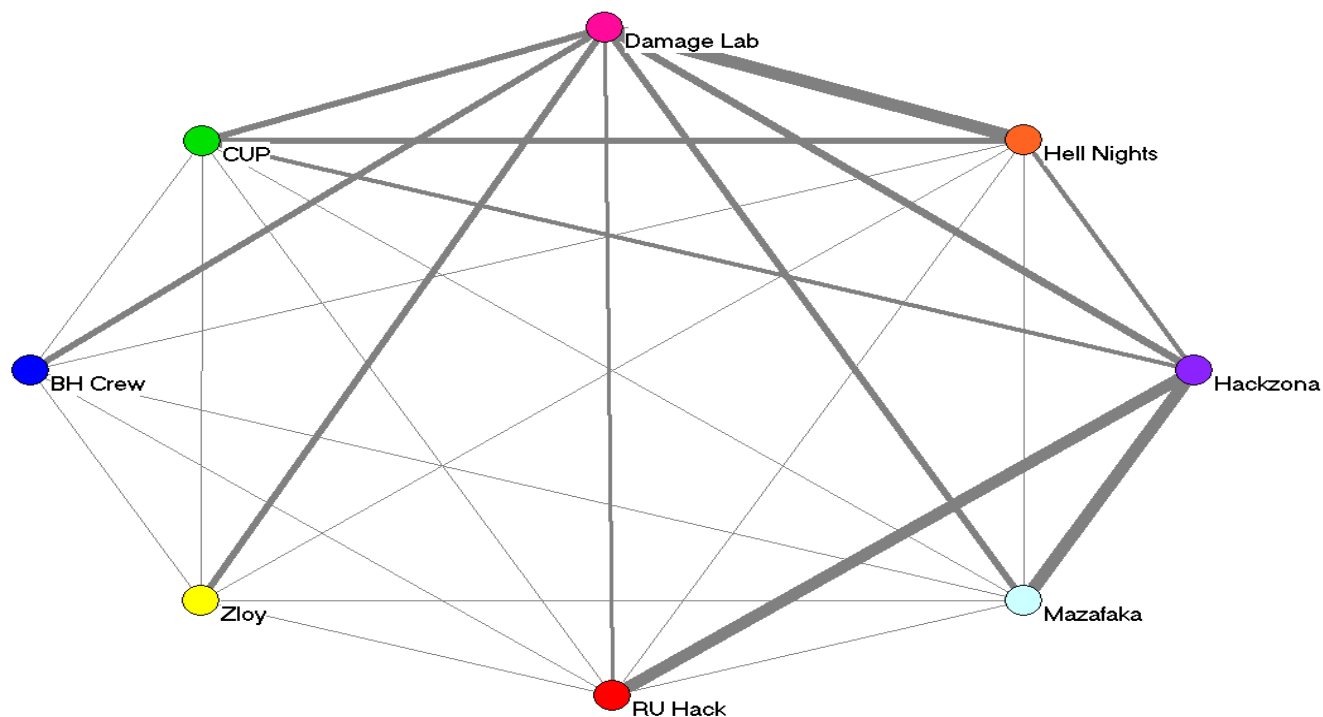 Damage Lab
CUP
Hell Nights
BH Crew
Hackzona
Zloy
Mazafaka
RU Hack